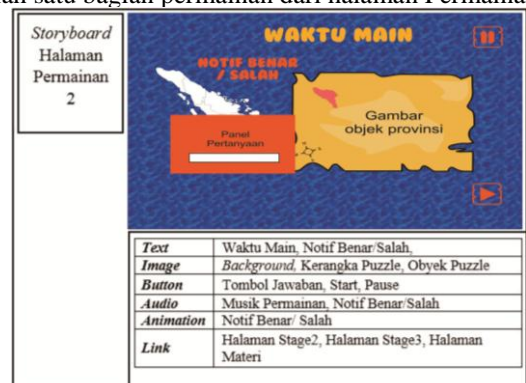 an satu bagian permainan dari halaman Permaina
Storyboard
Halaman
Permainan
2
WAKTU MAIN
NOTIF BENAR
/ SALAH
Gambar
objek provinsi
Panel
Pertanyaan
Text Waktu Main, Notif Benar/Salah,
Image Background, Kerangka Puzzle, Obyek Puzzle
Button Tombol Jawaban, Start, Pause
Audio Musik Permainan, Notif Benar/Salah
Animation Notif Benar/ Salah
Link Halaman Stage2, Halaman Stage3, Halaman
Materi